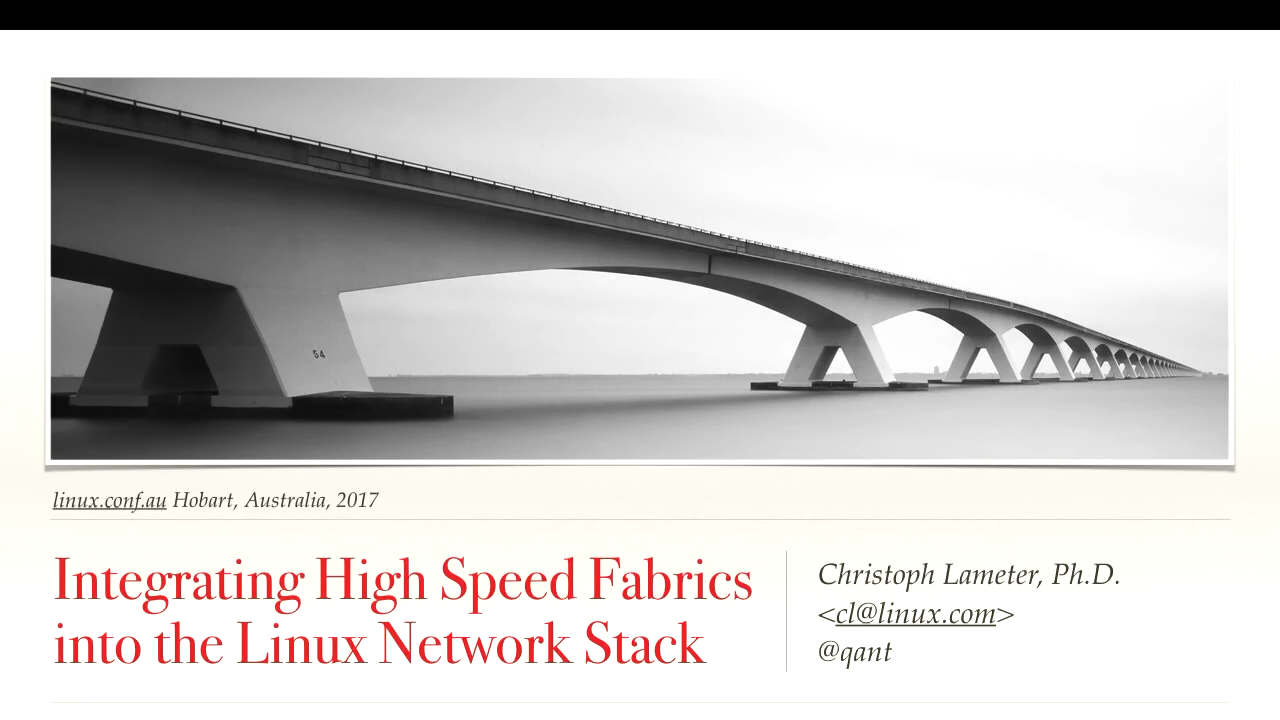 54
linux.conf.au Hobart, Australia, 2017
Integrating High Speed Fabrics
into the Linux Network Stack
Christoph Lameter, Ph.D.
<cl@linux.com>
@qant